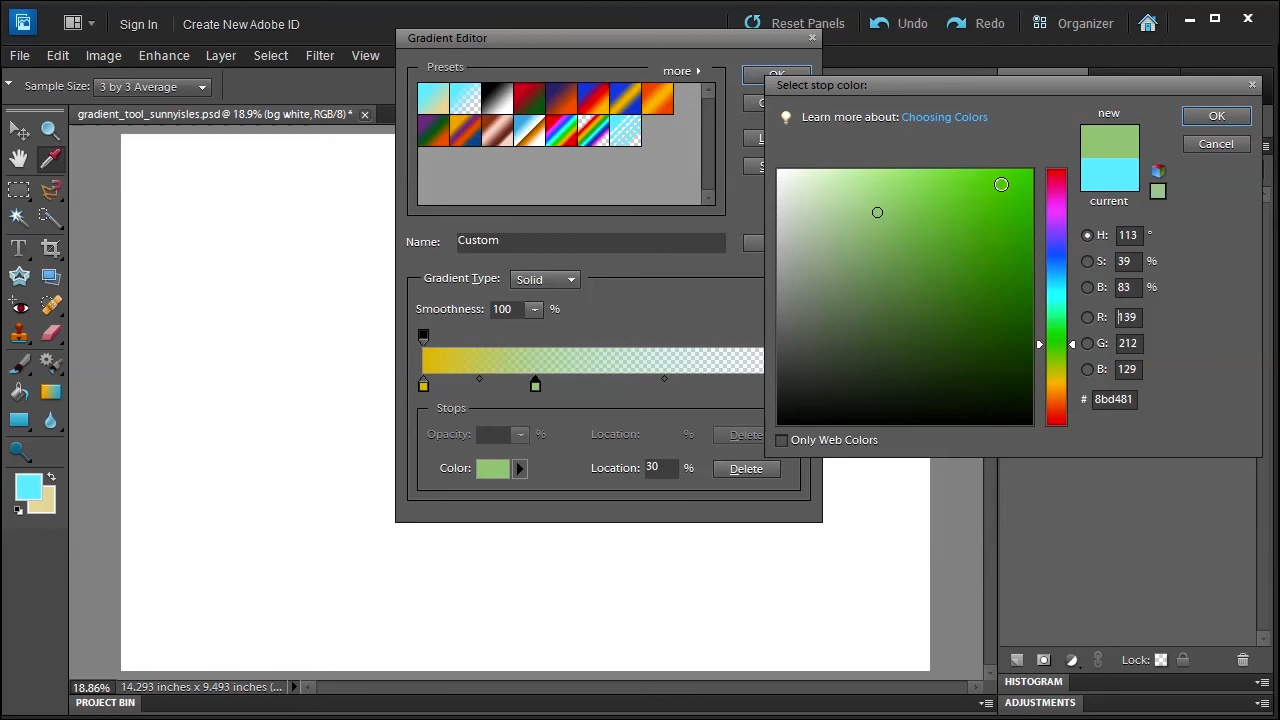 Sign In
Create New Adobe ID
Reset Panels
Undo
Redo
Organizer
File
Edit
Image
Enhance
Layer
Select
Filter
View
Sample Size:
3 by 3 Average
gradient_tool_sunnyisles.psd @ 18.9% (bg white, RGB/8) *
Gradient Editor
Presets
more
OK
Name:
Custom
Gradient Type:
Solid
Smoothness:
100
%
Stops
Opacity:
%
Location:
%
Delete
Color:
Location:
30
%
Delete
Select stop color:
Learn more about: Choosing Colors
new
current
OK
Cancel
H: 113 °
S: 39 %
B: 83 %
R: 139
G: 212
B: 129
# 8bd481
Only Web Colors
18.86%
14.293 inches x 9.493 inches (...
Lock:
PROJECT BIN
HISTOGRAM
ADJUSTMENTS